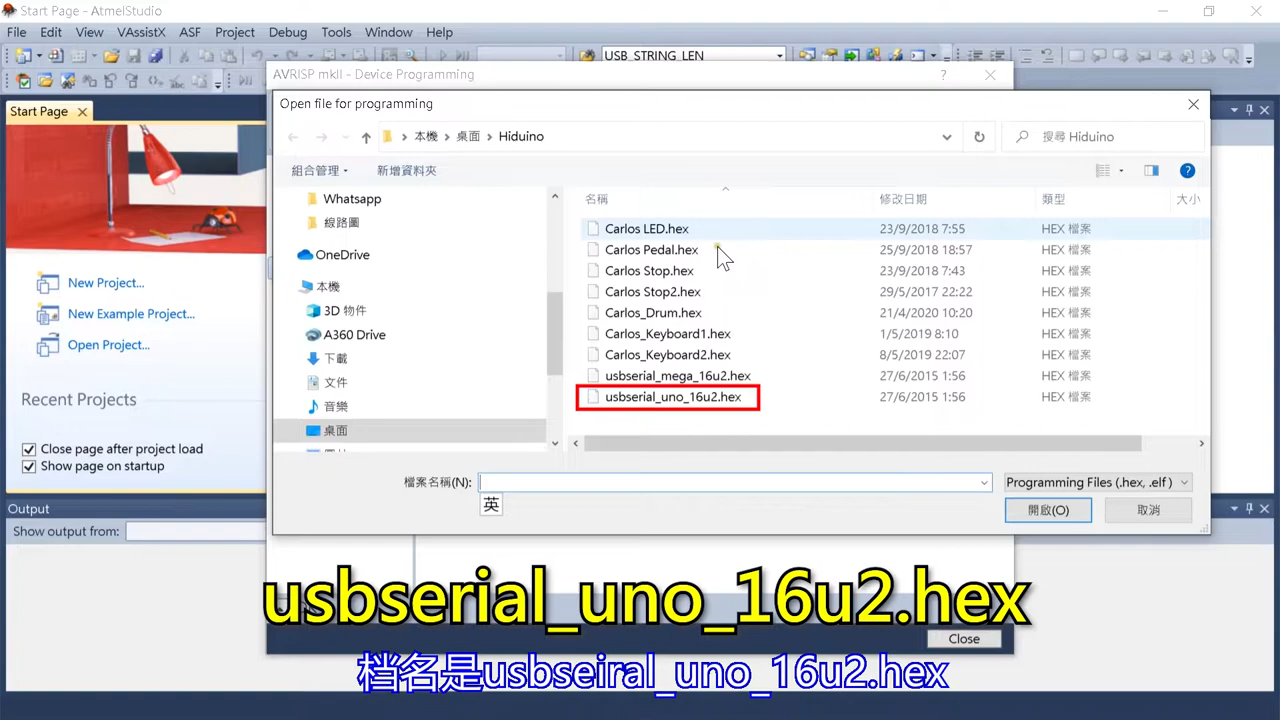 Start Page - AtmelStudio
File Edit View VAssistX ASF Project Debug Tools Window Help
USB_STRING_LEN
AVRISP mkII - Device Programming ?
Start Page
Open file for programming
本機 桌面 Hiduino 搜尋 Hiduino
組合管理 新增資料夾
Whatsapp
線路圖
OneDrive
本機
3D 物件
A360 Drive
下載
文件
音樂
桌面
名稱 修改日期 類型 大小
Carlos LED.hex 23/9/2018 7:55 HEX 檔案
Carlos Pedal.hex 25/9/2018 18:57 HEX 檔案
Carlos Stop.hex 23/9/2018 7:43 HEX 檔案
Carlos Stop2.hex 29/5/2017 22:22 HEX 檔案
Carlos_Drum.hex 21/4/2020 10:20 HEX 檔案
Carlos_Keyboard1.hex 1/5/2019 8:10 HEX 檔案
Carlos_Keyboard2.hex 8/5/2019 22:07 HEX 檔案
usbserial_mega_16u2.hex 27/6/2015 1:56 HEX 檔案
usbserial_uno_16u2.hex 27/6/2015 1:56 HEX 檔案
檔案名稱(N): Programming Files (.hex, .elf )
英
開啟(O) 取消
New Project...
New Example Project...
Open Project...
Recent Projects
Close page after project load
Show page on startup
Output
Show output from:
Close
usbserial_uno_16u2.hex
档名是usbseiral_uno_16u2.hex